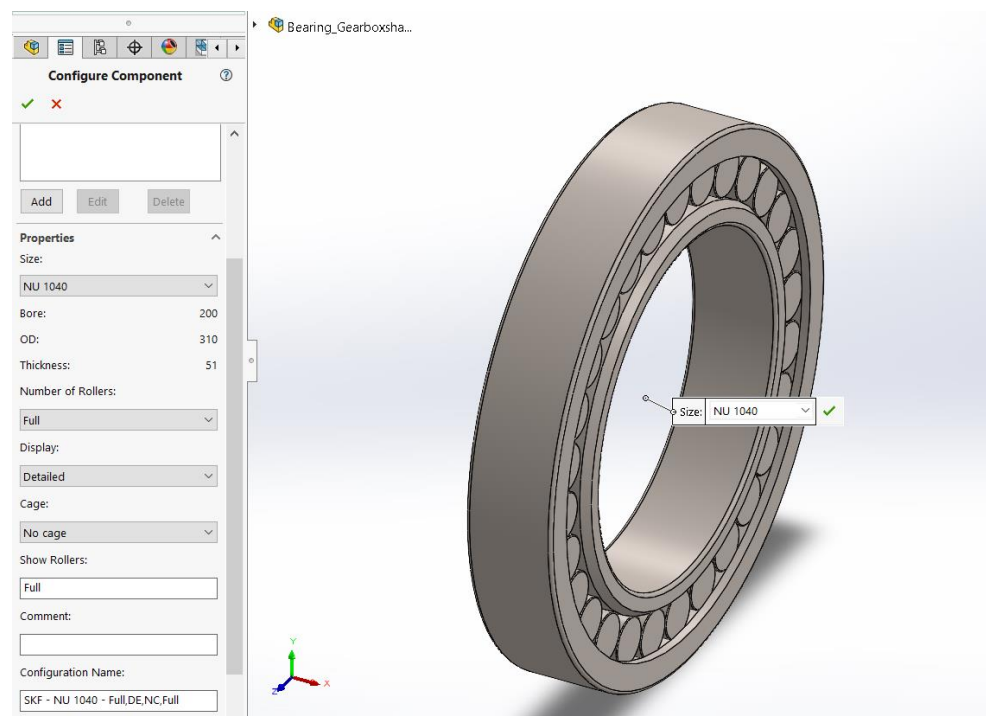 Bearing_Gearboxsha...
Configure Component
Add Edit Delete
Properties
Size:
NU 1040
Bore: 200
OD: 310
Thickness: 51
Number of Rollers:
Full
Display:
Detailed
Cage:
No cage
Show Rollers:
Full
Comment:
Configuration Name:
SKF - NU 1040 - Full,DE,NC,Full
Size: NU 1040
Y
X
Z